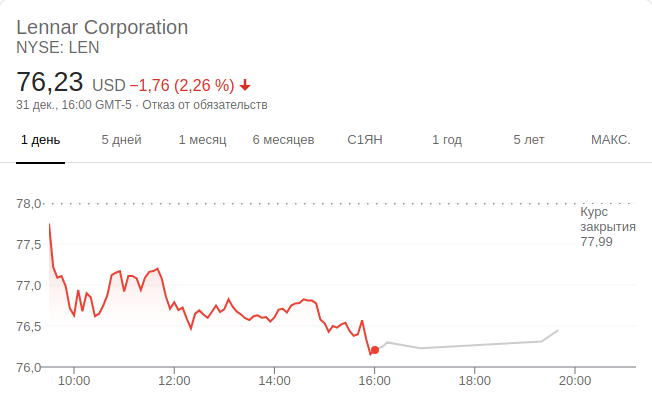 Lennar Corporation
NYSE: LEN
76,23 USD −1,76 (2,26 %)
31 дек., 16:00 GMT-5 · Отказ от обязательств
1 день 5 дней 1 месяц 6 месяцев С1ЯН 1 год 5 лет МАКС.
78,0
Курс
закрытия
77,99
77,5
77,0
76,5
76,0
10:00 12:00 14:00 16:00 18:00 20:00